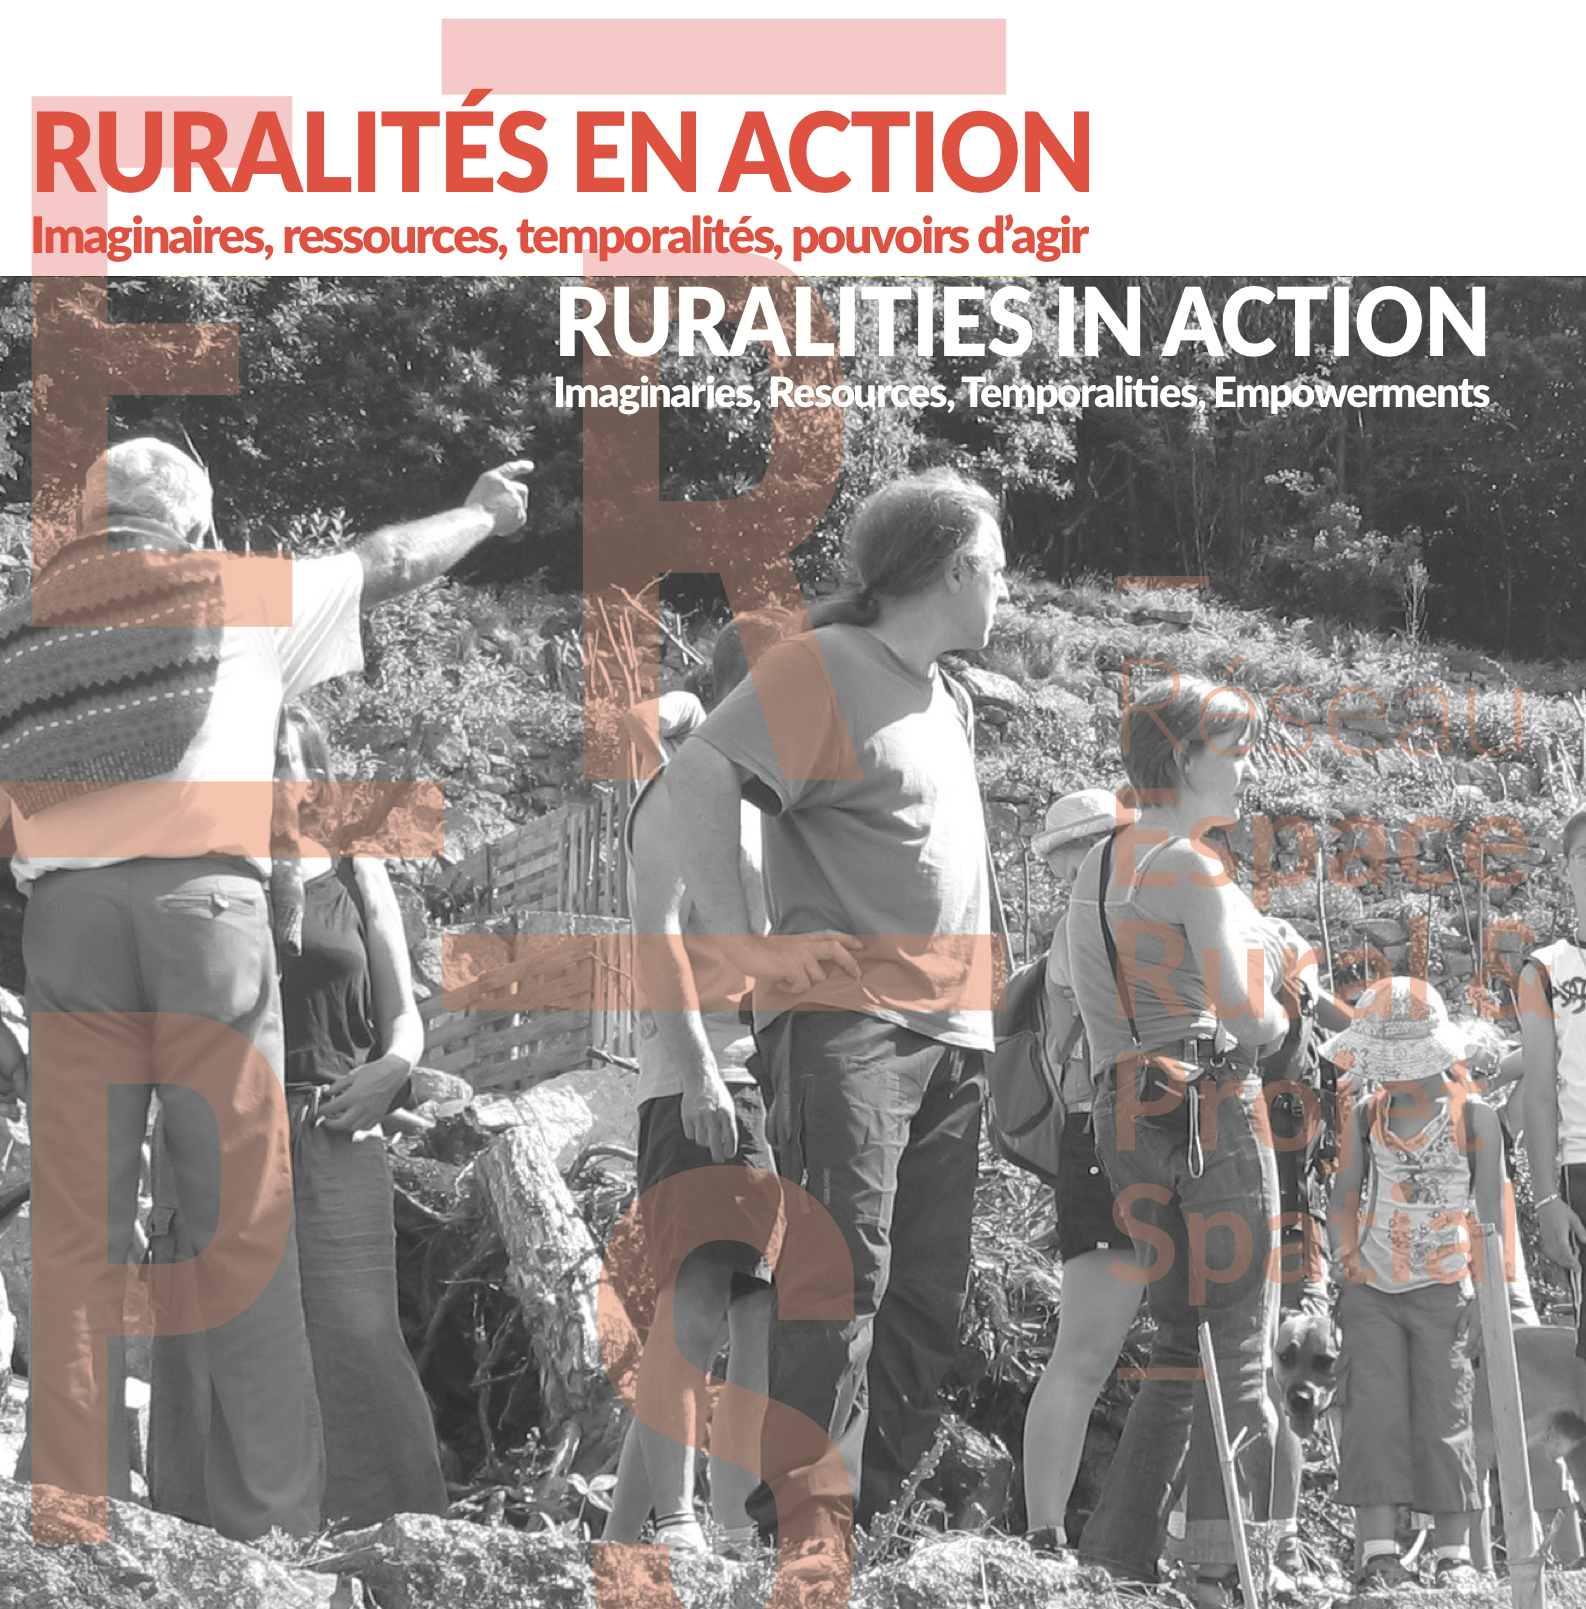 RURALITÉS EN ACTION
Imaginaires, ressources, temporalités, pouvoirs d'agir
RURALITIES IN ACTION
Imaginaries, Resources, Temporalities, Empowerments
E R
P S
Réseau
Espace
Rural &
Projet
Spatial